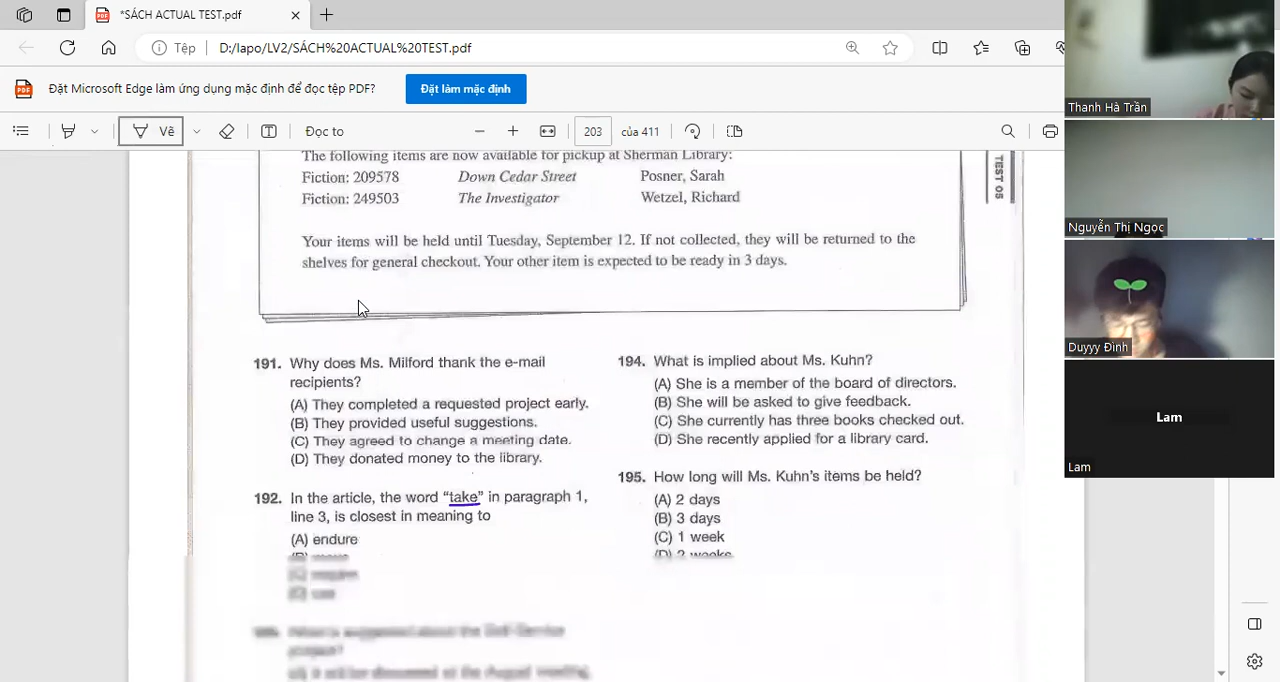 *SÁCH ACTUAL TEST.pdf
Tệp
D:/lapo/LV2/SÁCH%20ACTUAL%20TEST.pdf
Đặt Microsoft Edge làm ứng dụng mặc định để đọc tệp PDF?
Đặt làm mặc định
Vẽ
Đọc to
203
của 411
The following items are now available for pickup at Sherman Library:
Fiction: 209578 Down Cedar Street Posner, Sarah
Fiction: 249503 The Investigator Wetzel, Richard
Your items will be held until Tuesday, September 12. If not collected, they will be returned to the
shelves for general checkout. Your other item is expected to be ready in 3 days.
TEST 05
191. Why does Ms. Milford thank the e-mail
recipients?
(A) They completed a requested project early.
(B) They provided useful suggestions.
(C) They agreed to change a meeting date.
(D) They donated money to the library.
192. In the article, the word “take” in paragraph 1,
line 3, is closest in meaning to
(A) endure
194. What is implied about Ms. Kuhn?
(A) She is a member of the board of directors.
(B) She will be asked to give feedback.
(C) She currently has three books checked out.
(D) She recently applied for a library card.
195. How long will Ms. Kuhn’s items be held?
(A) 2 days
(B) 3 days
(C) 1 week
(D) 2 weeks
Thanh Hà Trần
Nguyễn Thị Ngọc
Duyyy Đình
Lam
Lam